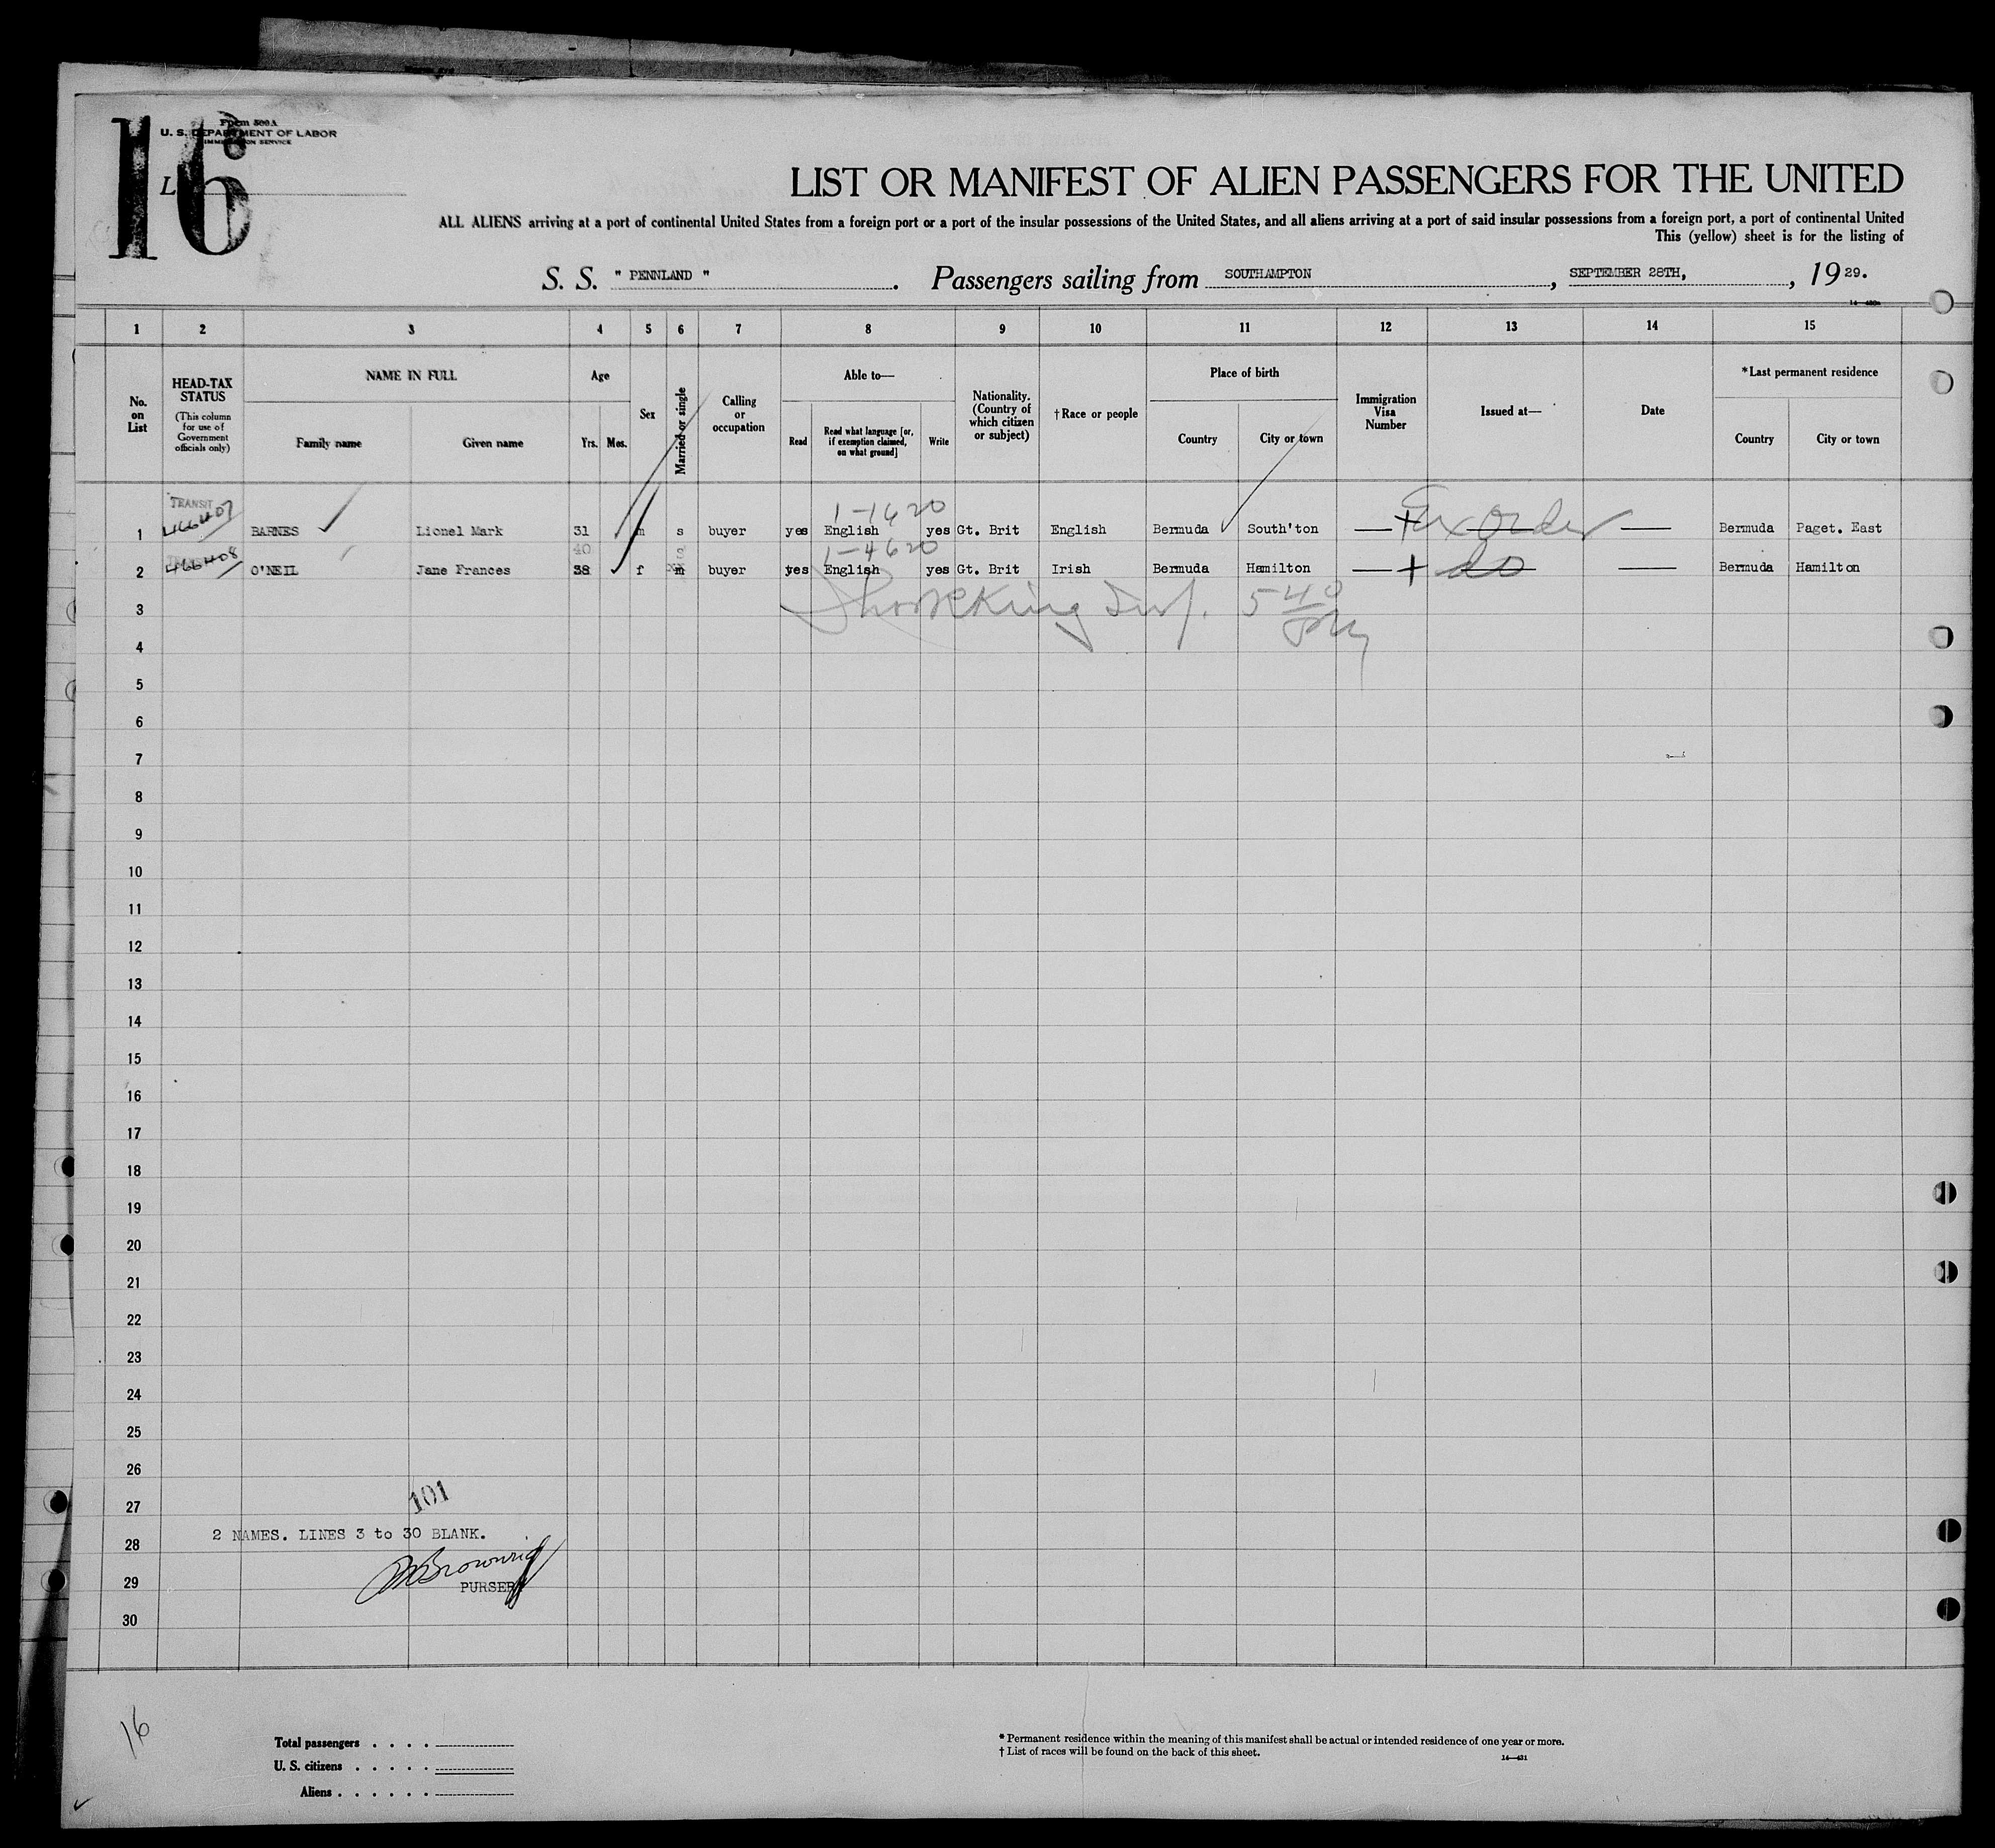 16
Form 500A
U. S. DEPARTMENT OF LABOR
IMMIGRATION SERVICE
LIST OR MANIFEST OF ALIEN PASSENGERS FOR THE UNITED
ALL ALIENS arriving at a port of continental United States from a foreign port or a port of the insular possessions of the United States, and all aliens arriving at a port of said insular possessions from a foreign port, a port of continental United
This (yellow) sheet is for the listing of
S. S. " PENNLAND ". Passengers sailing from SOUTHAMPTON, SEPTEMBER 28TH, , 1929.
1 2 3 4 5 6 7 8 9 10 11 12 13 14 15
No. on List
HEAD-TAX STATUS
(This column for use of Government officials only)
NAME IN FULL
Family name Given name
Age
Yrs. Mos.
Sex
Married or single
Calling or occupation
Able to—
Read
Read what language [or, if exemption claimed, on what ground]
Write
Nationality. (Country of which citizen or subject)
†Race or people
Place of birth
Country City or town
Immigration Visa Number
Issued at—
Date
*Last permanent residence
Country City or town
TRANSIT
466407
1-1620
1 BARNES Lionel Mark 31 m s buyer yes English yes Gt. Brit English Bermuda South'ton — Ex Order — Bermuda Paget. East
40 s 1-4620
466408
2 O'NEIL Jane Frances 38 f m buyer yes English yes Gt. Brit Irish Bermuda Hamilton — do — Bermuda Hamilton
3
4
5
6
7
8
9
10
11
12
13
14
15
16
17
18
19
20
21
22
23
24
25
26
101
27
2 NAMES. LINES 3 to 30 BLANK.
28
29 PURSER
30
16
Total passengers . . . .
U. S. citizens . . . . .
Aliens . . . . . .
* Permanent residence within the meaning of this manifest shall be actual or intended residence of one year or more.
† List of races will be found on the back of this sheet.
14—431